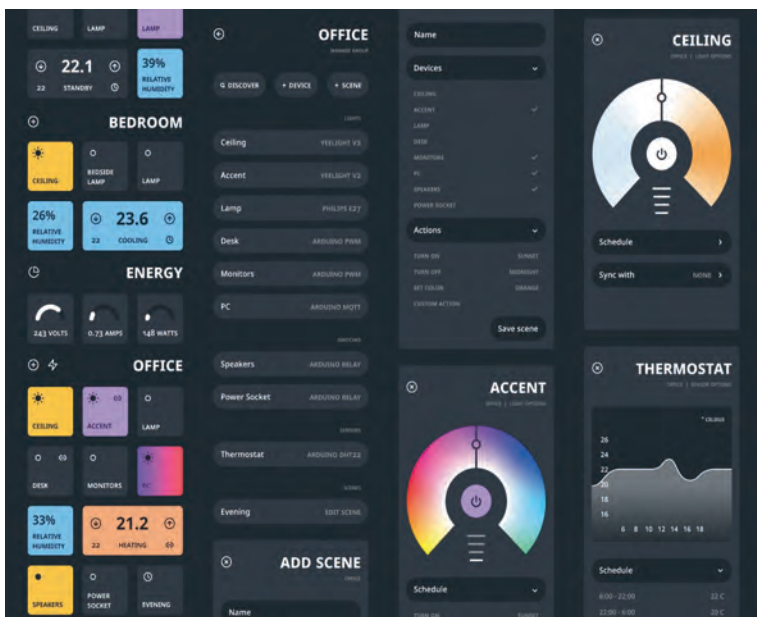 CEILING
LAMP
LAMP
22.1
22 STANDBY
39%
RELATIVE
HUMIDITY
BEDROOM
CEILING
BEDSIDE
LAMP
LAMP
26%
RELATIVE
HUMIDITY
23.6
22 COOLING
ENERGY
243 VOLTS
0.73 AMPS
148 WATTS
OFFICE
CEILING
ACCENT
LAMP
DESK
MONITORS
PC
33%
RELATIVE
HUMIDITY
21.2
22 HEATING
SPEAKERS
POWER
SOCKET
EVENING
OFFICE
MANAGE GROUP
DISCOVER
+ DEVICE
+ SCENE
LIGHTS
Ceiling YEELIGHT V2
Accent YEELIGHT V2
Lamp PHILIPS E27
Desk ARDUINO PWM
Monitors ARDUINO PWM
PC ARDUINO MQTT
SWITCHES
Speakers ARDUINO RELAY
Power Socket ARDUINO RELAY
SENSORS
Thermostat ARDUINO DHT22
SCENES
Evening EDIT SCENE
ADD SCENE
OFFICE
Name
Name
Devices
CEILING
ACCENT
LAMP
DESK
MONITORS
PC
SPEAKERS
POWER SOCKET
Actions
TURN ON SUNSET
TURN OFF MIDNIGHT
SET COLOR ORANGE
CUSTOM ACTION
Save scene
ACCENT
OFFICE | LIGHT OPTIONS
Schedule
TURN ON SUNSET
CEILING
OFFICE | LIGHT OPTIONS
Schedule
Sync with NONE
THERMOSTAT
OFFICE | SENSOR OPTIONS
° CELSIUS
26
24
22
20
18
16
6 8 10 12 14 16 18
Schedule
6:00 - 22:00 22 C
22:00 - 6:00 20 C